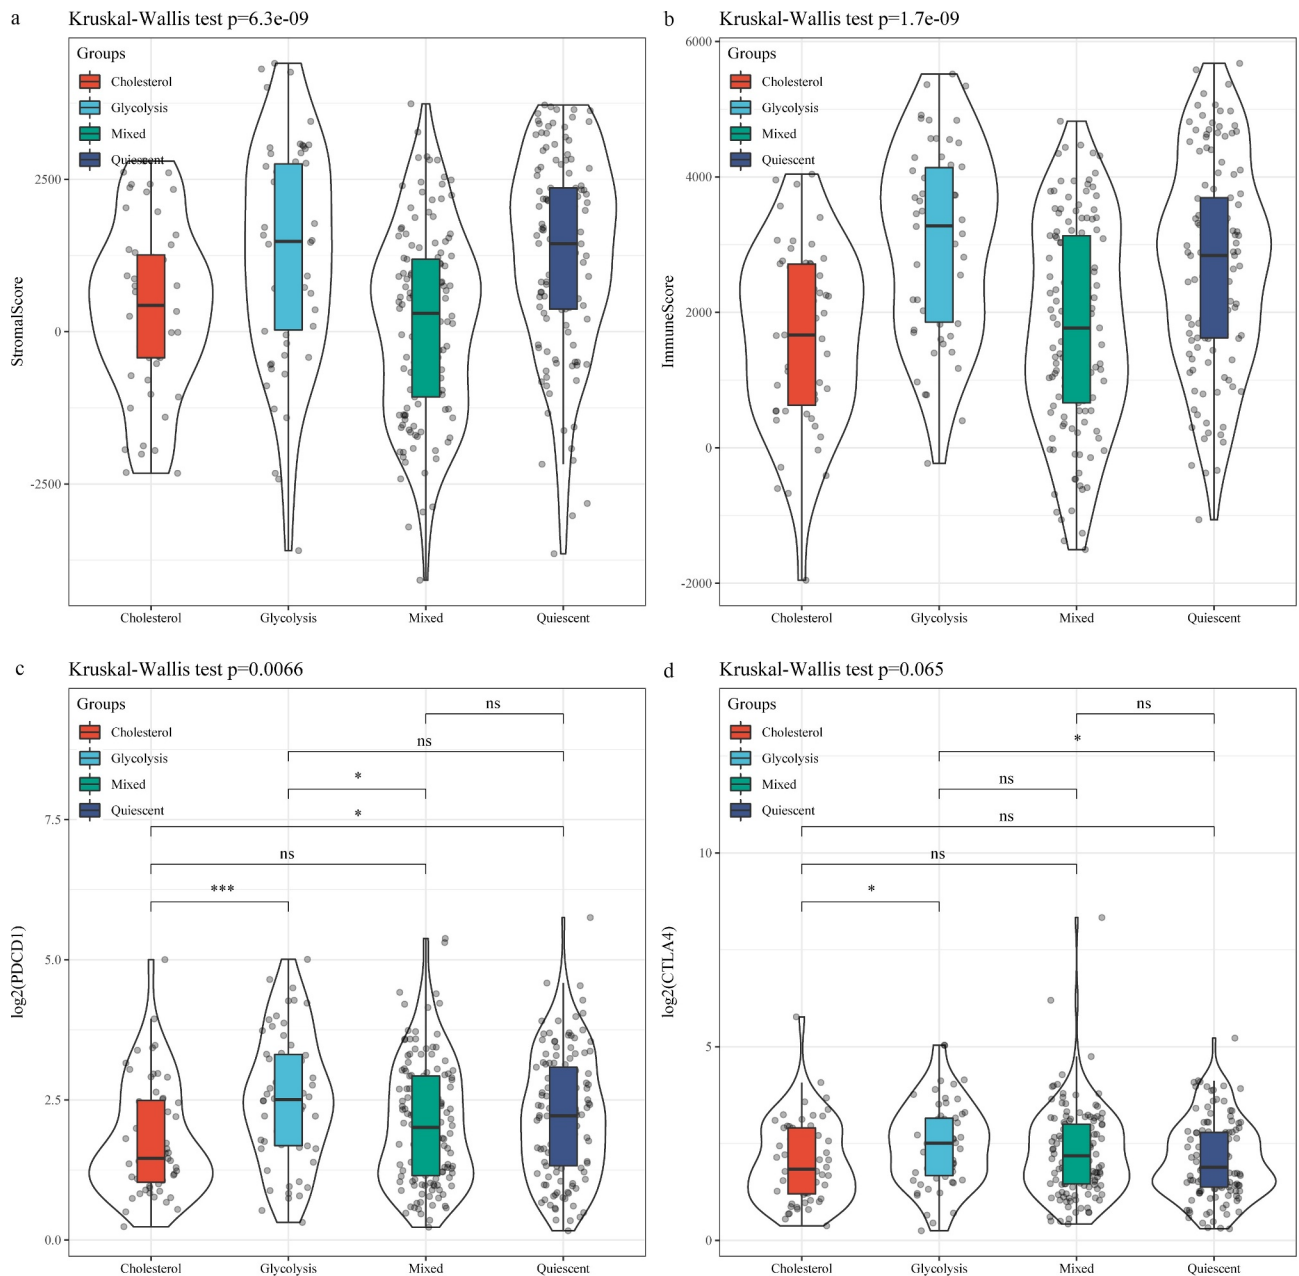 a
Kruskal-Wallis test p=6.3e-09
Groups
Cholesterol
Glycolysis
Mixed
Quiescent
StromalScore
2500
0
-2500
Cholesterol Glycolysis Mixed Quiescent
b
Kruskal-Wallis test p=1.7e-09
Groups
Cholesterol
Glycolysis
Mixed
Quiescent
ImmuneScore
6000
4000
2000
0
-2000
Cholesterol Glycolysis Mixed Quiescent
c
Kruskal-Wallis test p=0.0066
Groups
Cholesterol
Glycolysis
Mixed
Quiescent
ns
ns
*
*
ns
***
log2(PDCD1)
7.5
5.0
2.5
0.0
Cholesterol Glycolysis Mixed Quiescent
d
Kruskal-Wallis test p=0.065
Groups
Cholesterol
Glycolysis
Mixed
Quiescent
ns
*
ns
ns
ns
*
log2(CTLA4)
10
5
0
Cholesterol Glycolysis Mixed Quiescent